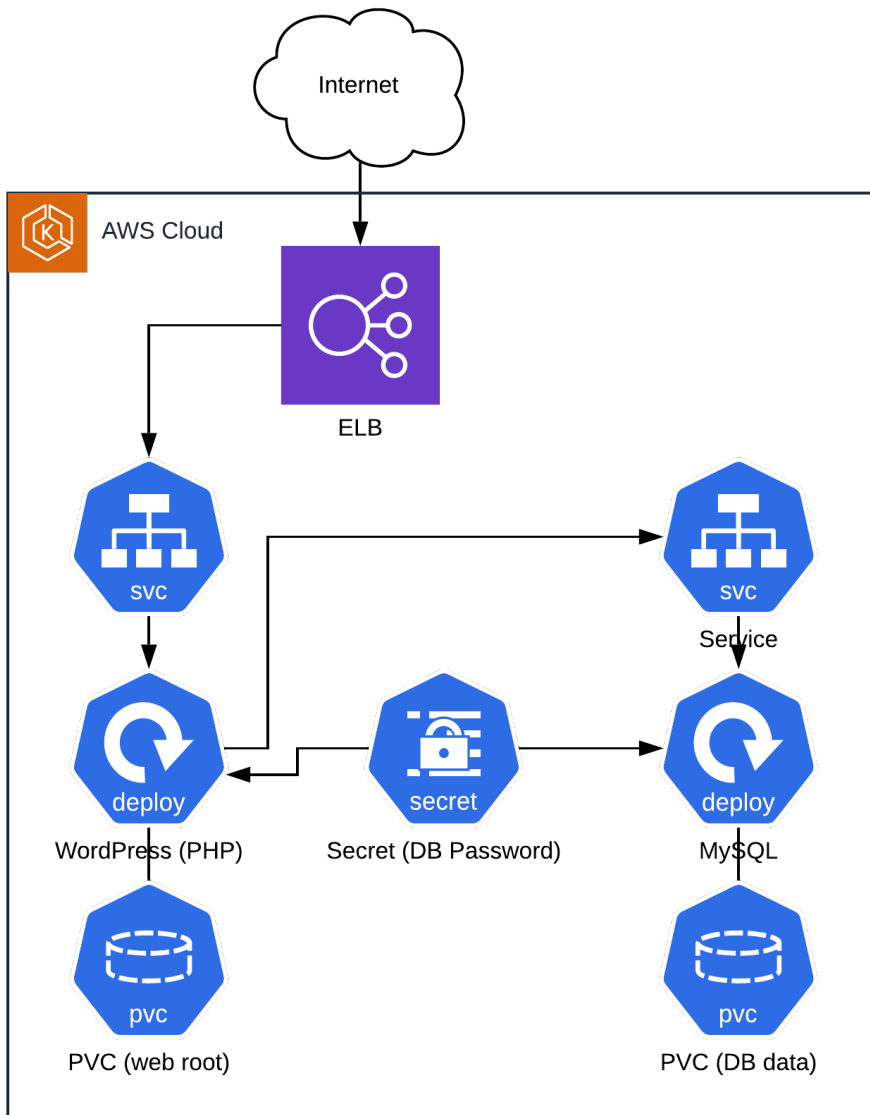 Internet
AWS Cloud
K
ELB
svc
svc
Service
deploy
secret
deploy
WordPress (PHP)
Secret (DB Password)
MySQL
pvc
pvc
PVC (web root)
PVC (DB data)